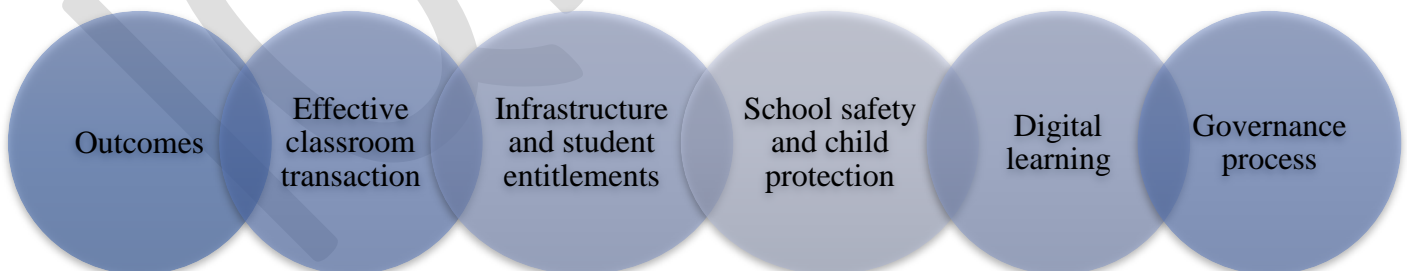 Outcomes
Effective
classroom
transaction
Infrastructure
and student
entitlements
School safety
and child
protection
Digital
learning
Governance
process